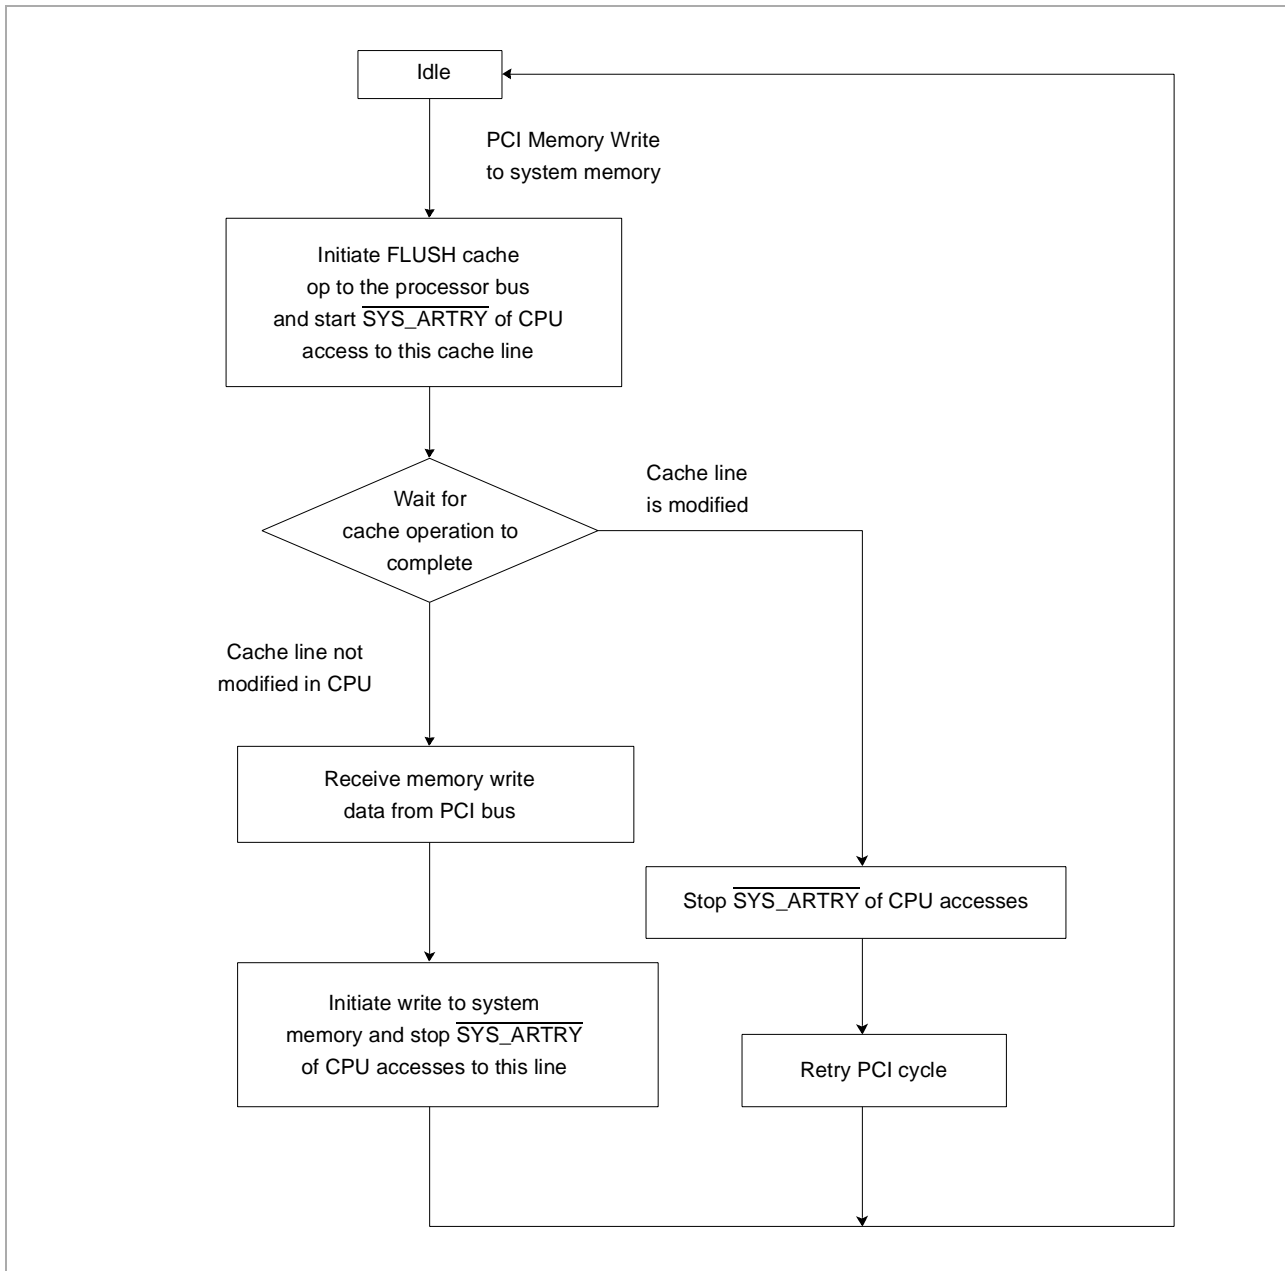 Idle
PCI Memory Write
to system memory
Initiate FLUSH cache
op to the processor bus
and start SYS_ARTRY of CPU
access to this cache line
Wait for
cache operation to
complete
Cache line
is modified
Cache line not
modified in CPU
Receive memory write
data from PCI bus
Stop SYS_ARTRY of CPU accesses
Initiate write to system
memory and stop SYS_ARTRY
of CPU accesses to this line
Retry PCI cycle